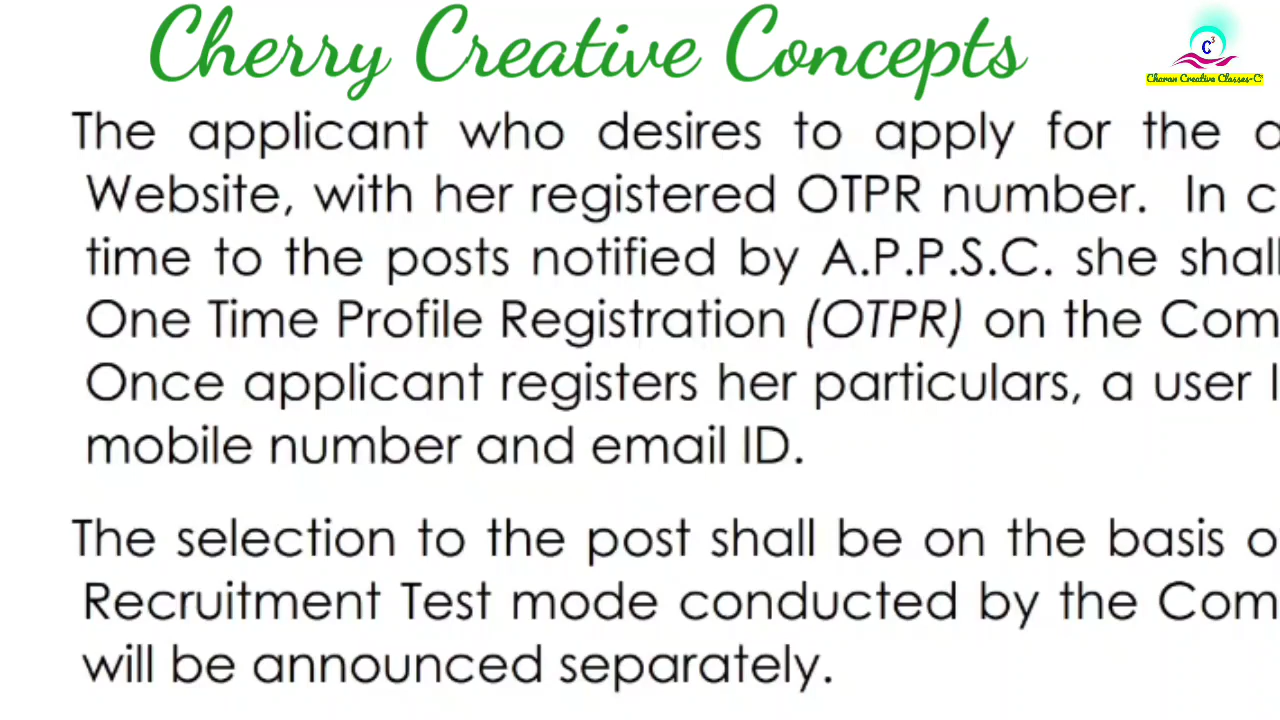 Cherry Creative Concepts
C³
Charan Creative Classes-C³
The applicant who desires to apply for the
Website, with her registered OTPR number. In
time to the posts notified by A.P.P.S.C. she shall
One Time Profile Registration (OTPR) on the Com
Once applicant registers her particulars, a user
mobile number and email ID.
The selection to the post shall be on the basis
Recruitment Test mode conducted by the Com
will be announced separately.